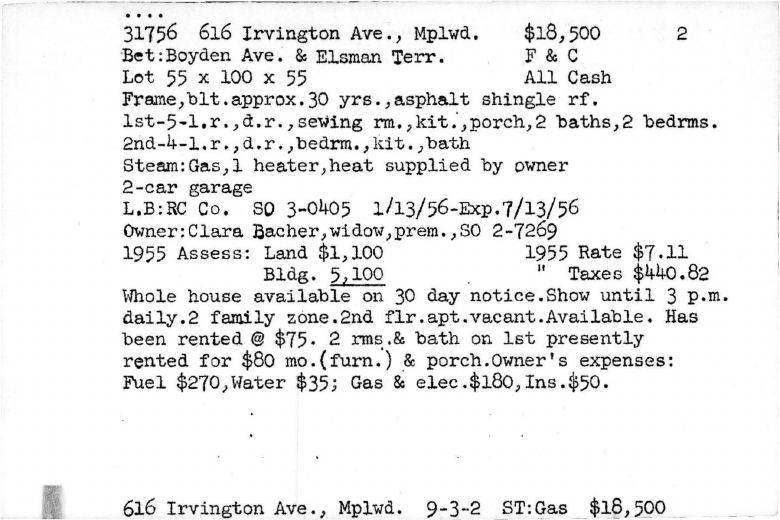 31756 616 Irvington Ave., Mplwd. $18,500 2
Bet:Boyden Ave. & Elsman Terr. F & C
Lot 55 x 100 x 55 All Cash
Frame,blt.approx.30 yrs.,asphalt shingle rf.
1st-5-l.r.,d.r.,sewing rm.,kit.,porch,2 baths,2 bedrms.
2nd-4-l.r.,d.r.,bedrm.,kit.,bath
Steam:Gas,1 heater,heat supplied by owner
2-car garage
L.B:RC Co. SO 3-0405 1/13/56-Exp.7/13/56
Owner:Clara Bacher,widow,prem.,SO 2-7269
1955 Assess: Land $1,100 1955 Rate $7.11
Bldg. 5,100 " Taxes $440.82
Whole house available on 30 day notice.Show until 3 p.m.
daily.2 family zone.2nd flr.apt.vacant.Available. Has
been rented @ $75. 2 rms.& bath on 1st presently
rented for $80 mo.(furn.) & porch.Owner's expenses:
Fuel $270,Water $35; Gas & elec.$180,Ins.$50.
616 Irvington Ave., Mplwd. 9-3-2 ST:Gas $18,500